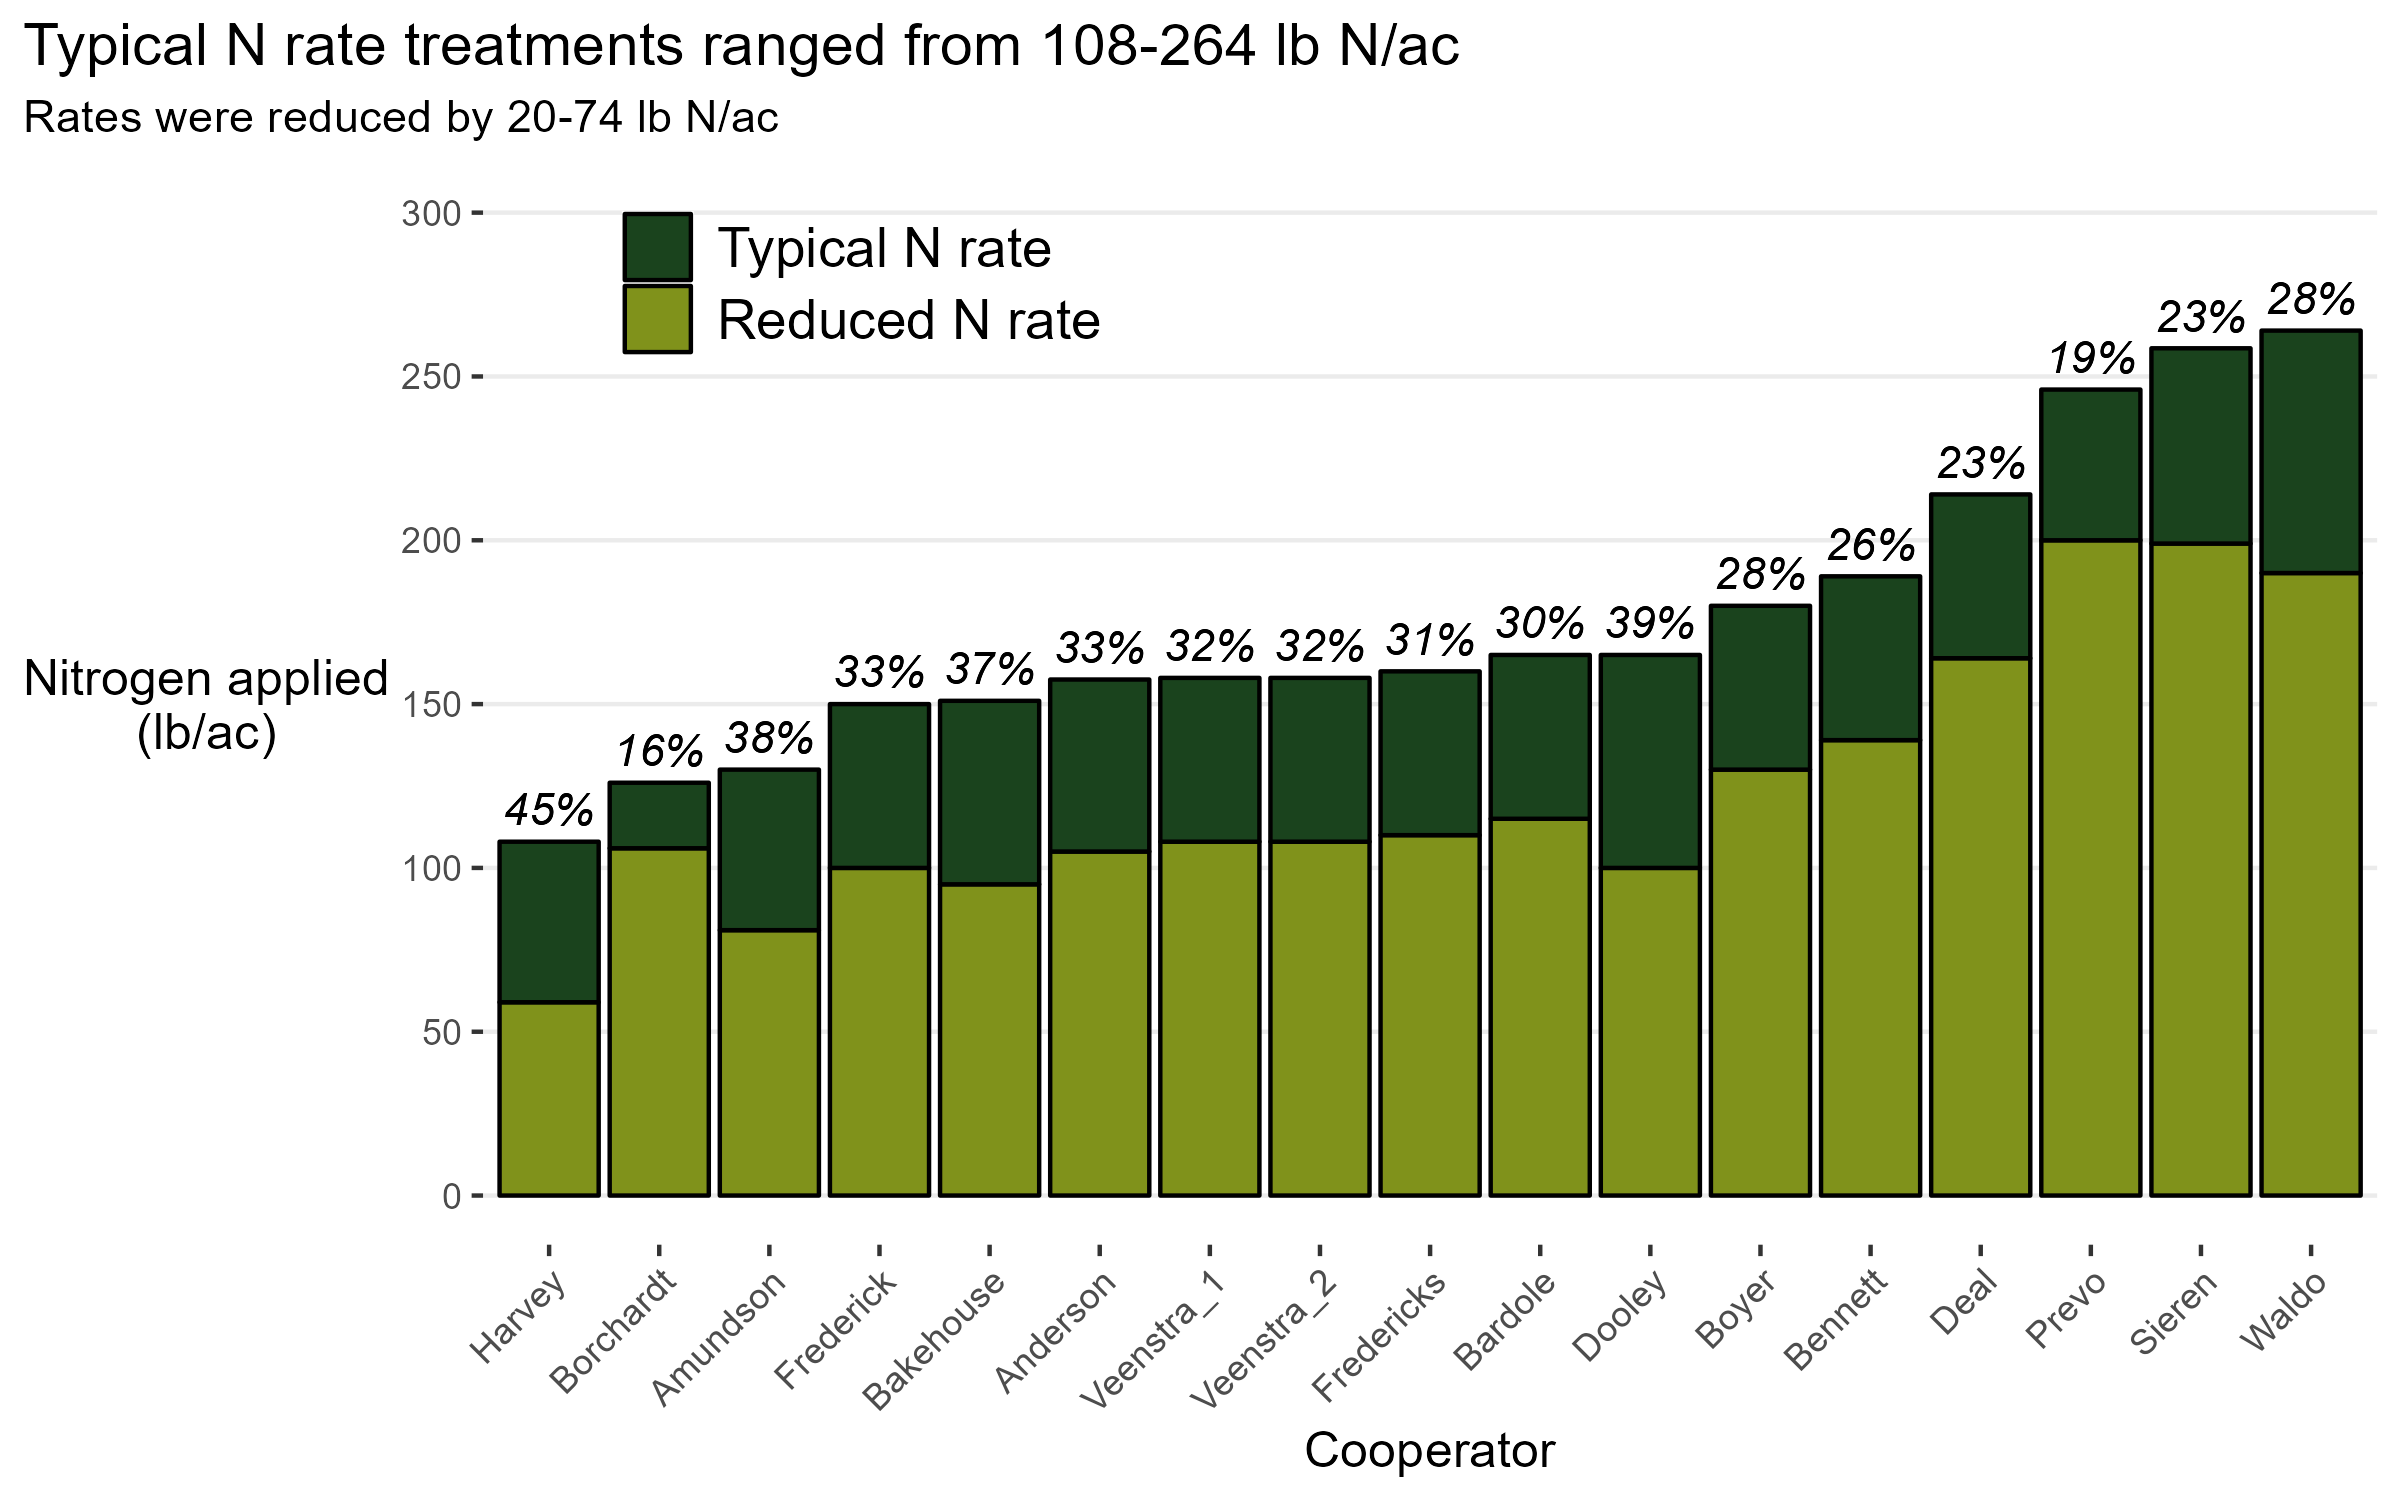 Typical N rate treatments ranged from 108-264 lb N/ac
Rates were reduced by 20-74 lb N/ac
Typical N rate
Reduced N rate
Nitrogen applied
(lb/ac)
300
250
200
150
100
50
0
45%
16%
38%
33%
37%
33%
32%
32%
31%
30%
39%
28%
26%
23%
19%
23%
28%
Harvey
Borchardt
Amundson
Frederick
Bakehouse
Anderson
Veenstra_1
Veenstra_2
Fredericks
Bardole
Dooley
Boyer
Bennett
Deal
Prevo
Sieren
Waldo
Cooperator